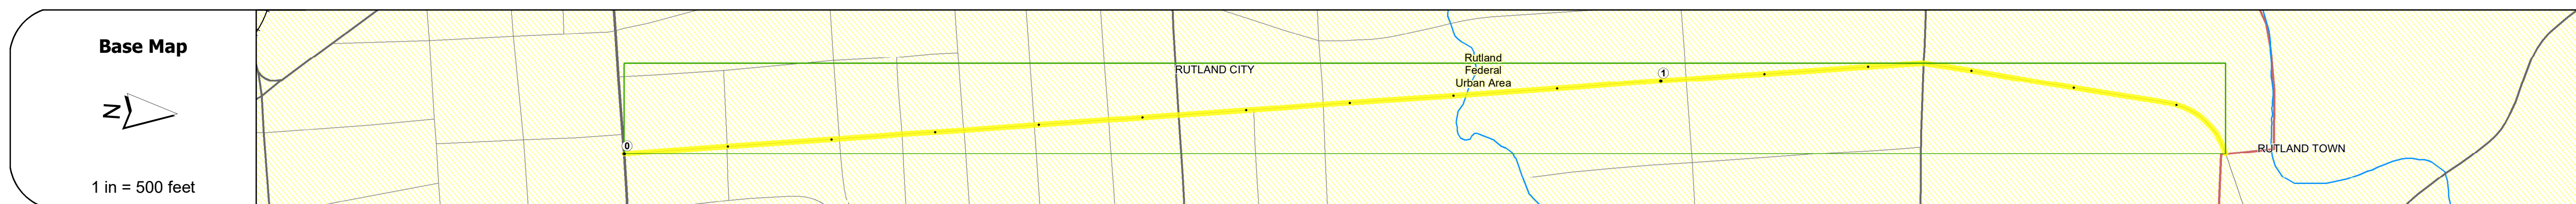 Base Map
N
1 in = 500 feet
0
RUTLAND CITY
Rutland
Federal
Urban Area
1
RUTLAND TOWN